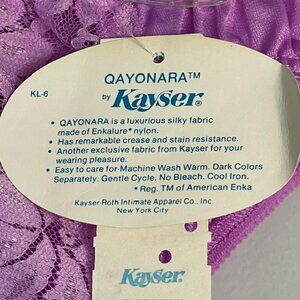 QAYONARA™
KL-6
by Kayser®
• QAYONARA is a luxurious silky fabric
made of Enkalure* nylon.
• Has remarkable crease and stain resistance.
• Another exclusive fabric from Kayser for your
wearing pleasure.
• Easy to care for-Machine Wash Warm. Dark Colors
Separately. Gentle Cycle. No Bleach. Cool Iron.
* Reg. TM of American Enka
Kayser-Roth Intimate Apparel Co., Inc.
New York City
Kayser